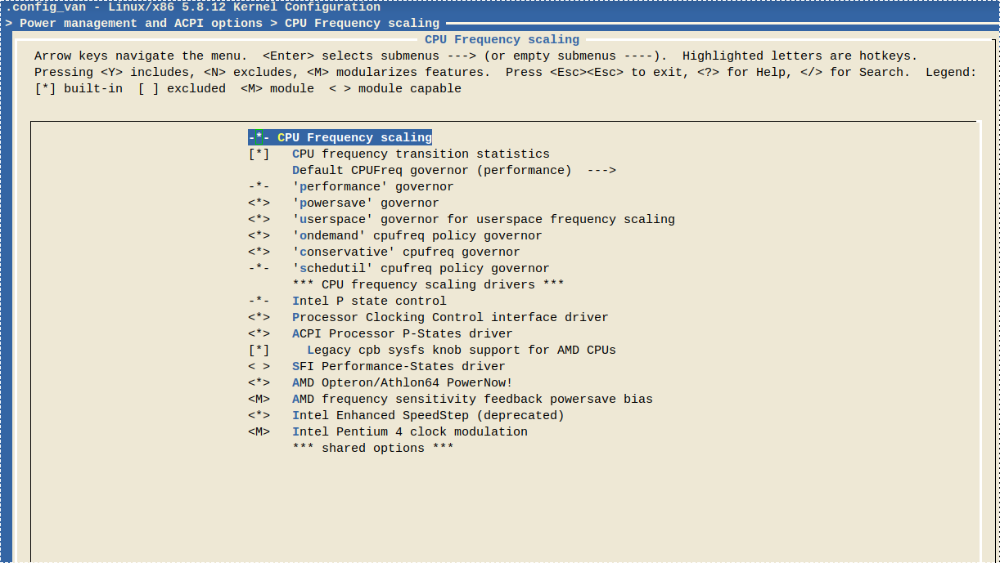 .config_van - Linux/x86 5.8.12 Kernel Configuration
> Power management and ACPI options > CPU Frequency scaling
CPU Frequency scaling
Arrow keys navigate the menu.  <Enter> selects submenus ---> (or empty submenus ----).  Highlighted letters are hotkeys.
Pressing <Y> includes, <N> excludes, <M> modularizes features.  Press <Esc><Esc> to exit, <?> for Help, </> for Search.  Legend:
[*] built-in  [ ] excluded  <M> module  < > module capable
-*- CPU Frequency scaling
[*]   CPU frequency transition statistics
      Default CPUFreq governor (performance)  --->
-*-   'performance' governor
<*>   'powersave' governor
<*>   'userspace' governor for userspace frequency scaling
<*>   'ondemand' cpufreq policy governor
<*>   'conservative' cpufreq governor
-*-   'schedutil' cpufreq policy governor
      *** CPU frequency scaling drivers ***
-*-   Intel P state control
<*>   Processor Clocking Control interface driver
<*>   ACPI Processor P-States driver
[*]     Legacy cpb sysfs knob support for AMD CPUs
< >   SFI Performance-States driver
<*>   AMD Opteron/Athlon64 PowerNow!
<M>   AMD frequency sensitivity feedback powersave bias
<*>   Intel Enhanced SpeedStep (deprecated)
<M>   Intel Pentium 4 clock modulation
      *** shared options ***